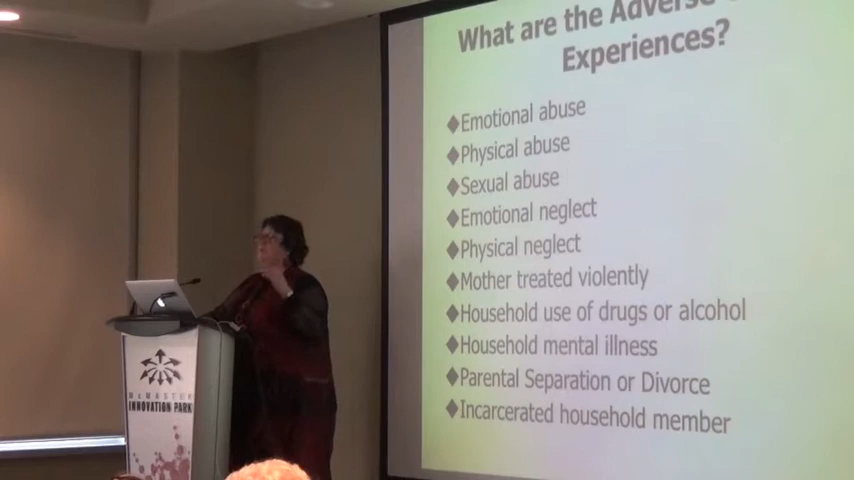 What are the Adverse
Experiences?
◆Emotional abuse
◆Physical abuse
◆Sexual abuse
◆Emotional neglect
◆Physical neglect
◆Mother treated violently
◆Household use of drugs or alcohol
◆Household mental illness
◆Parental Separation or Divorce
◆Incarcerated household member
McMASTER
INNOVATION PARK